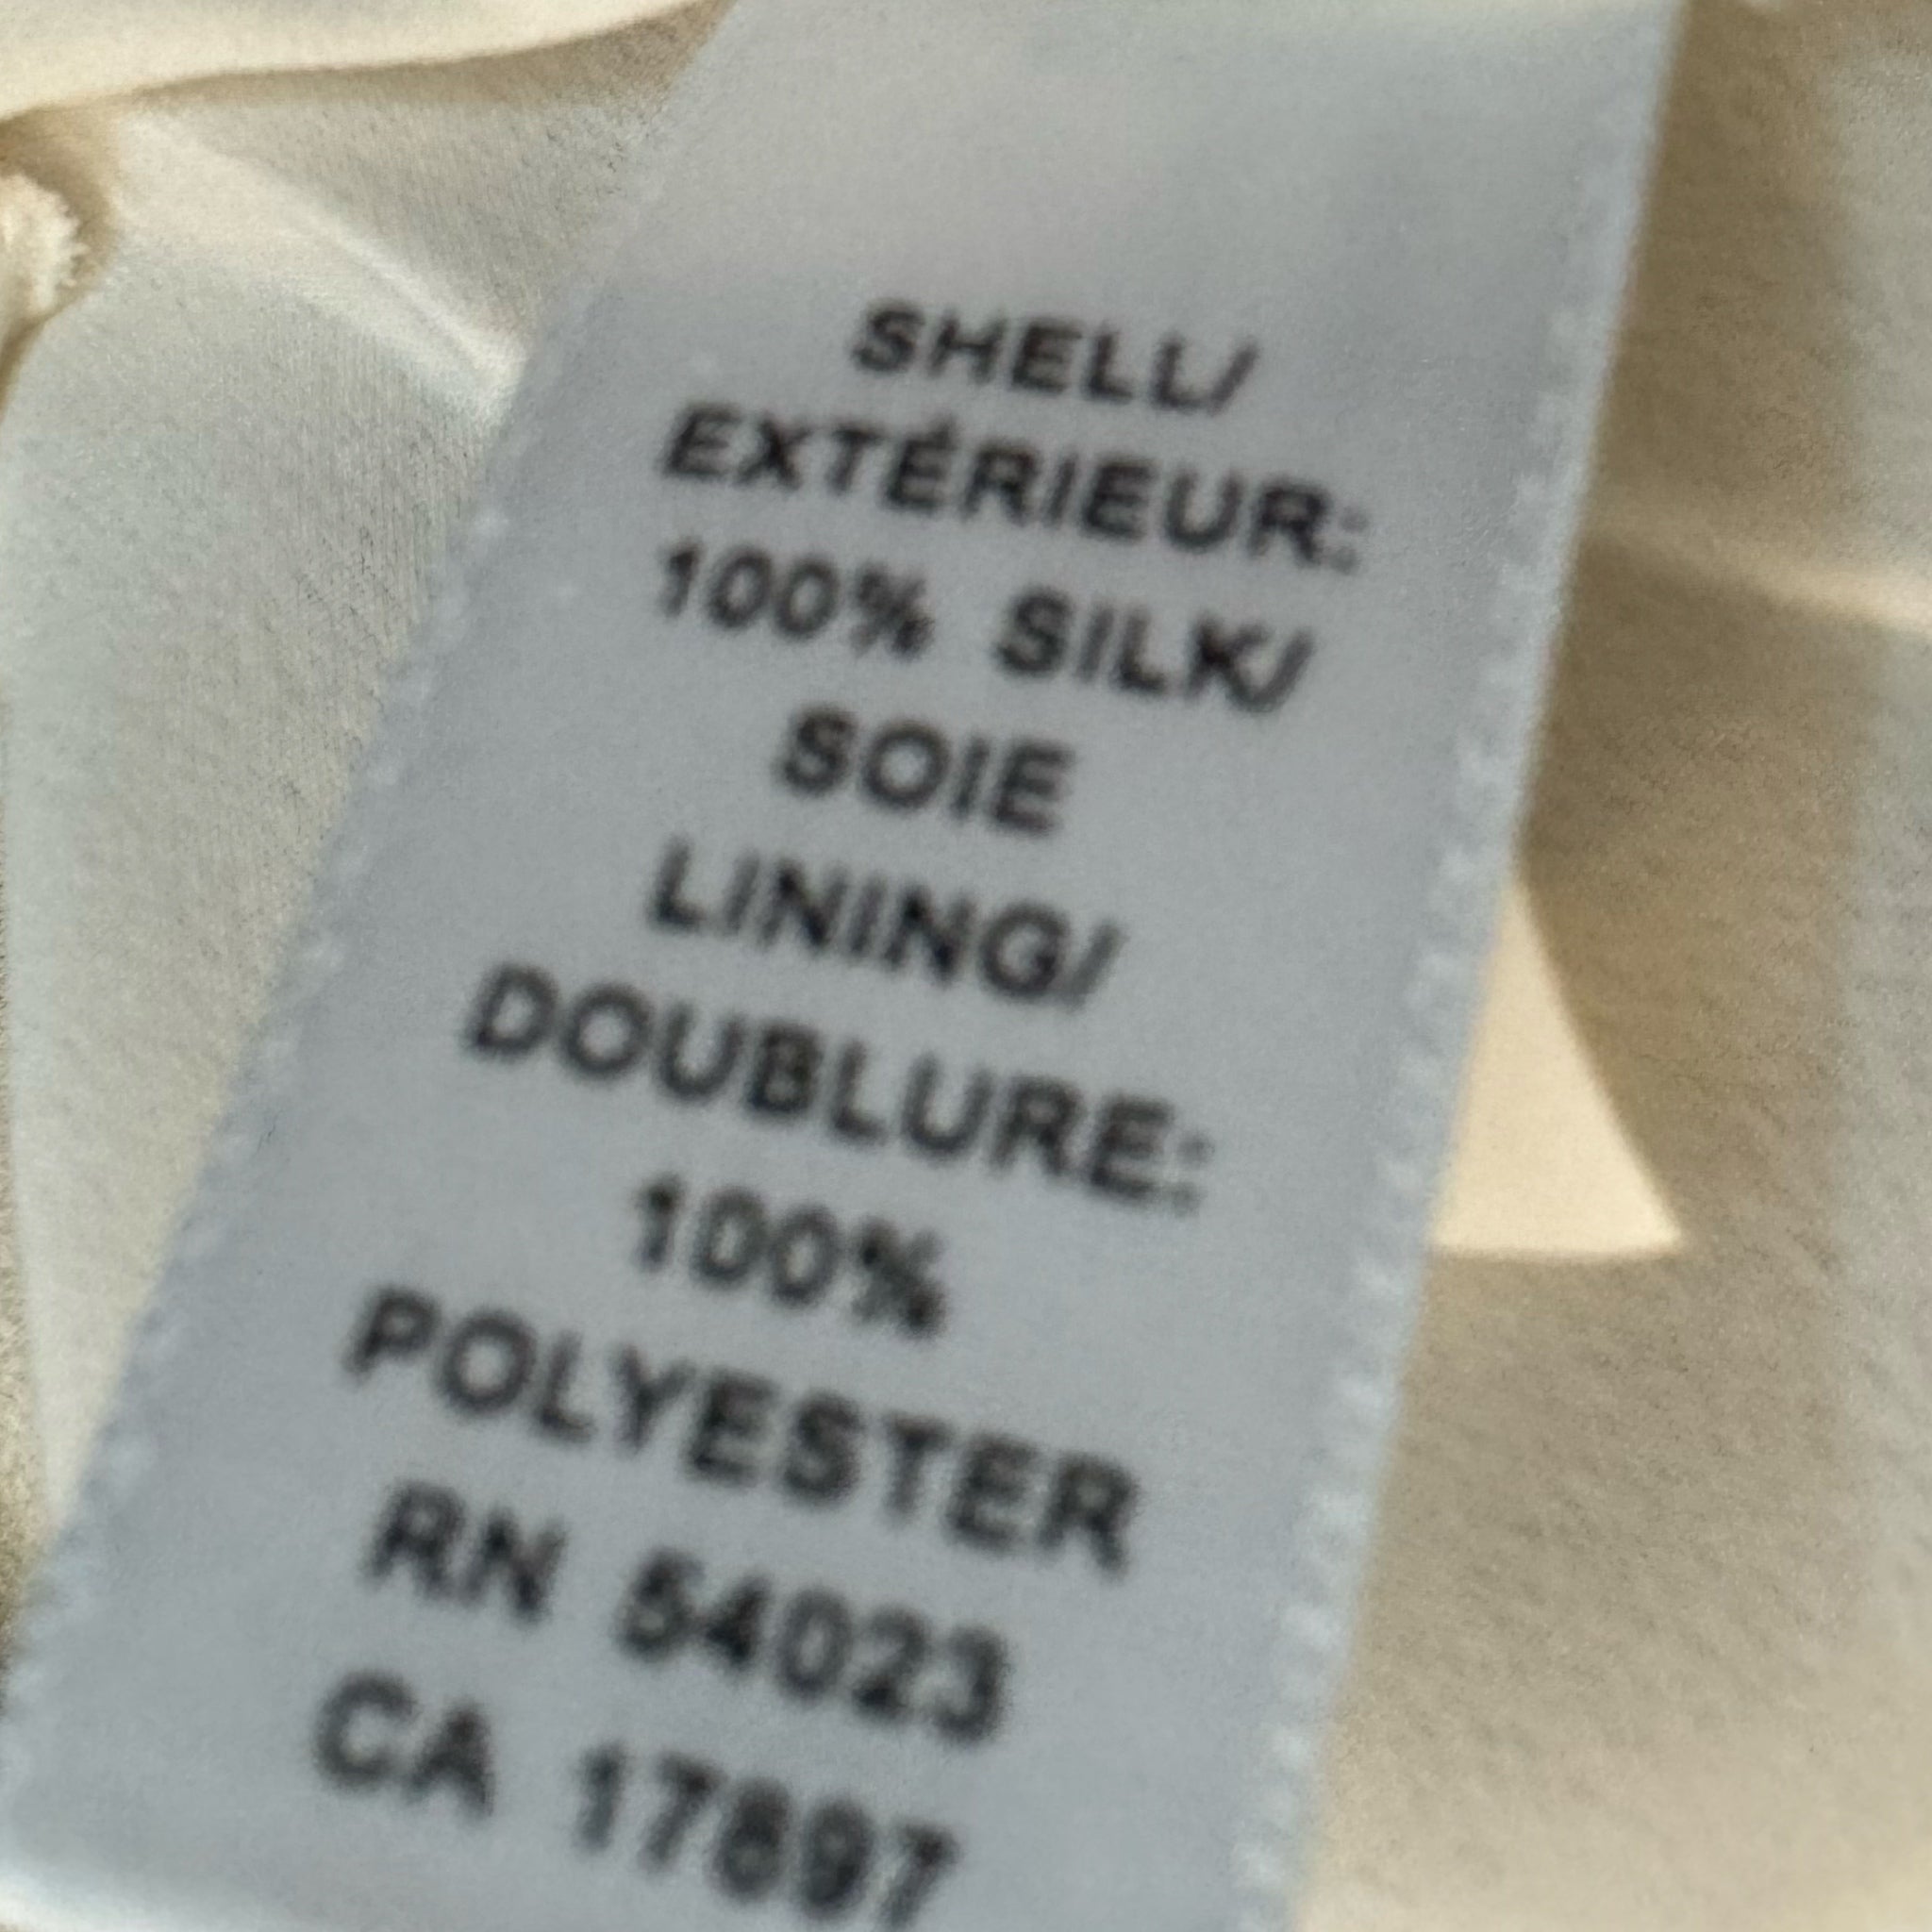 SHELL/
EXTÉRIEUR:
100% SILK/
SOIE
LINING/
DOUBLURE:
100%
POLYESTER
RN 54023
CA 17897